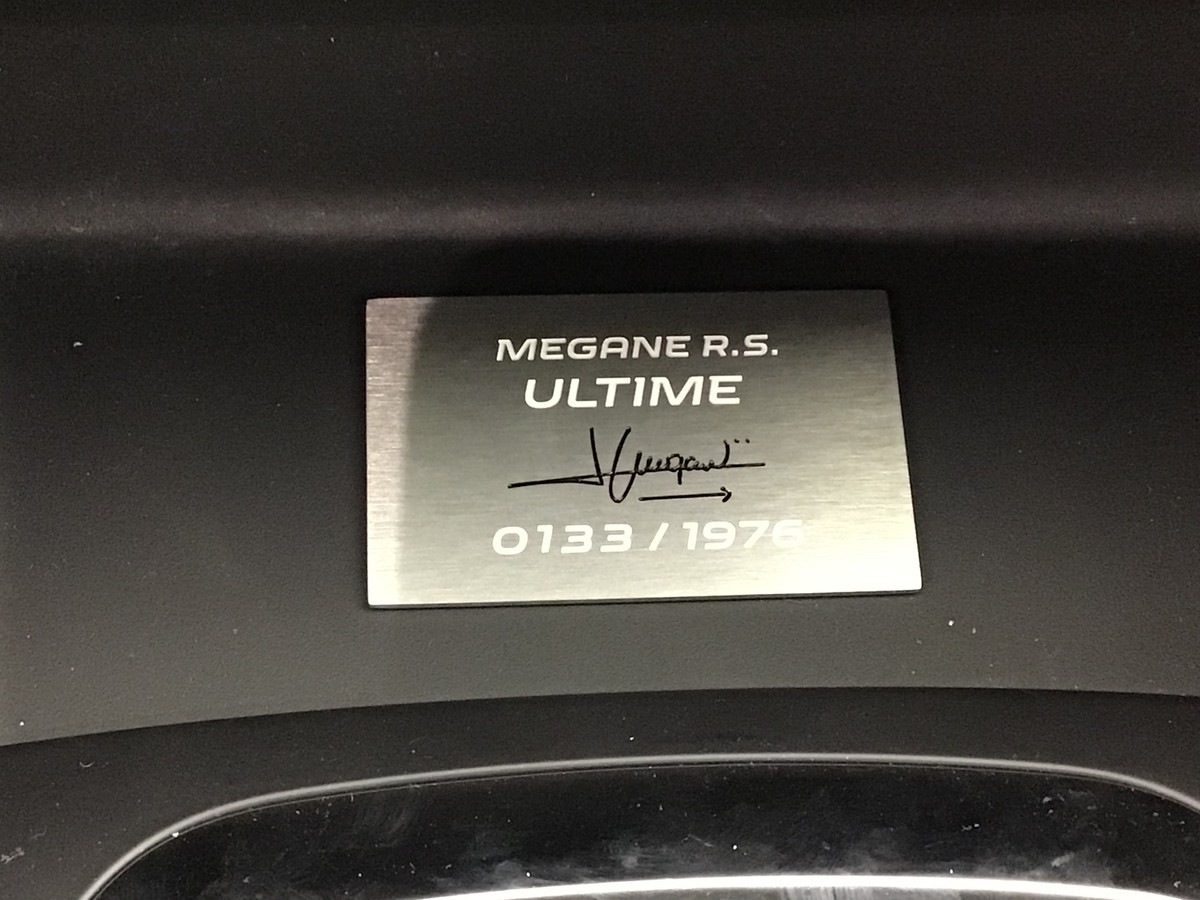 MEGANE R.S.
ULTIME
0133 / 1976